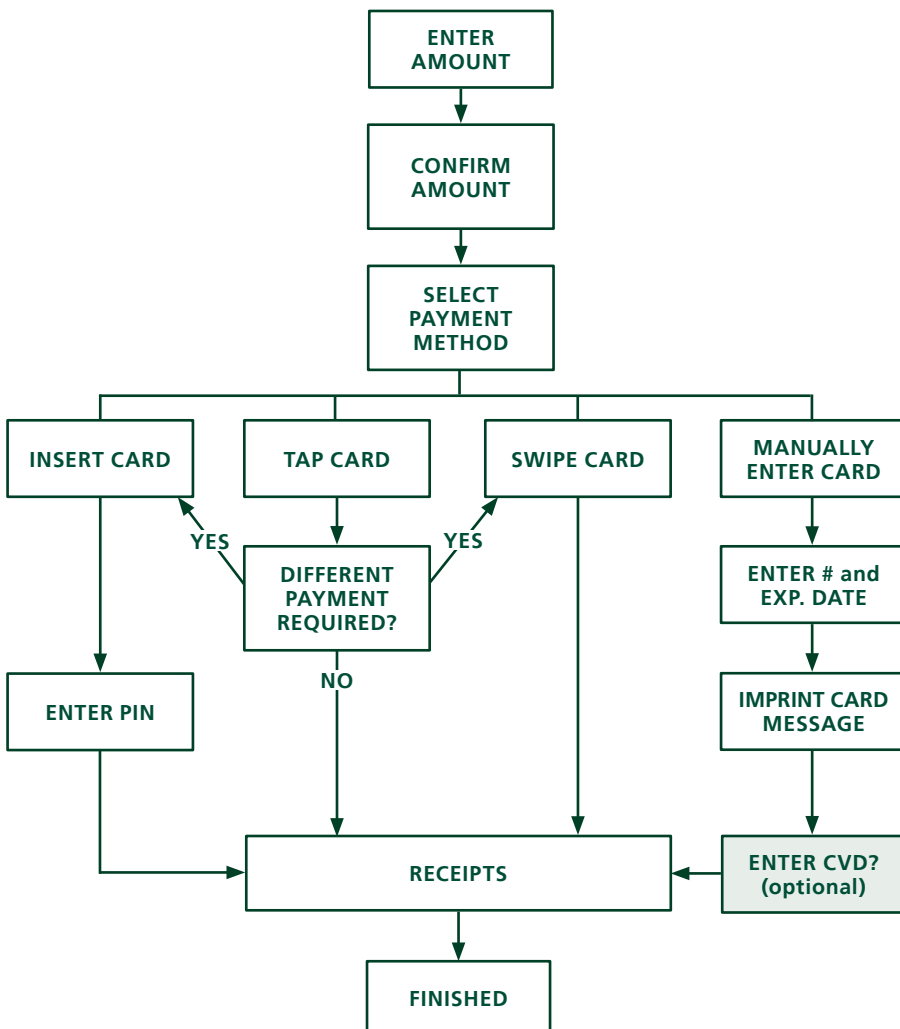 ENTER
AMOUNT
CONFIRM
AMOUNT
SELECT
PAYMENT
METHOD
INSERT CARD
TAP CARD
SWIPE CARD
MANUALLY
ENTER CARD
YES
YES
DIFFERENT
PAYMENT
REQUIRED?
ENTER # and
EXP. DATE
NO
ENTER PIN
IMPRINT CARD
MESSAGE
RECEIPTS
ENTER CVD?
(optional)
FINISHED